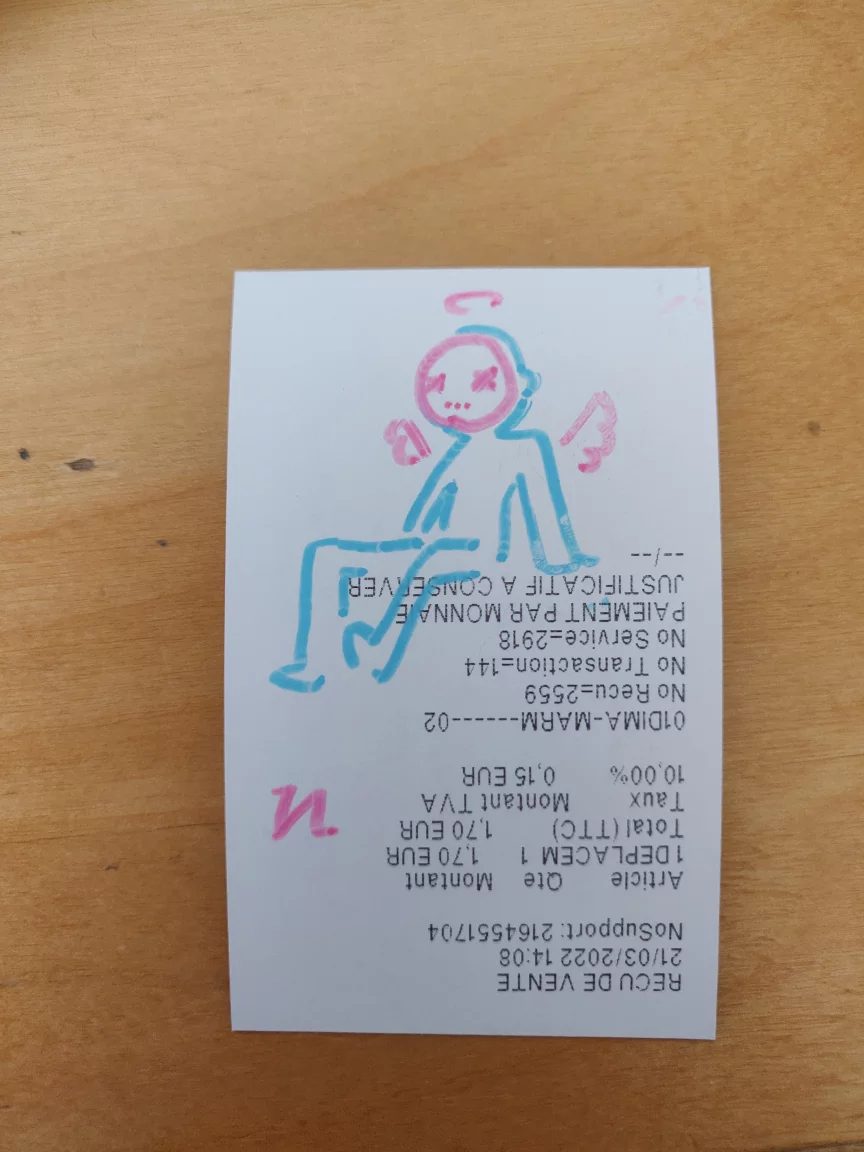 RECU DE VENTE
21/03/2022 14:08
NoSupport: 2164551704
Article Qte Montant
1DEPLACEM 1 1,70 EUR
Total (TTC) 1,70 EUR
Taux Montant TVA
10,00% 0,15 EUR
01DIMA-MARM------02
No Recu=2559
No Transaction=144
No Service=2918
PAIEMENT PAR MONNAIE
JUSTIFICATIF A CONSERVER
--/--